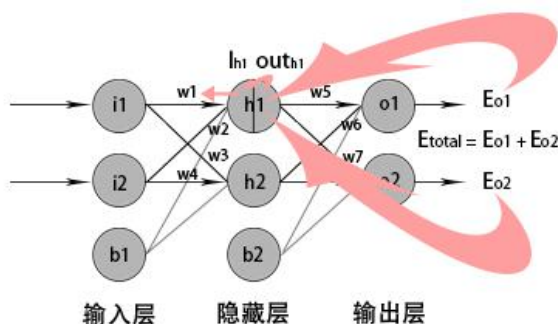 Ih1 outh1
w1 w5
i1 h1 o1 Eo1
w2 w6
Etotal = Eo1 + Eo2
w3 w7
w4
i2 h2 o2 Eo2
b1 b2
输入层 隐藏层 输出层